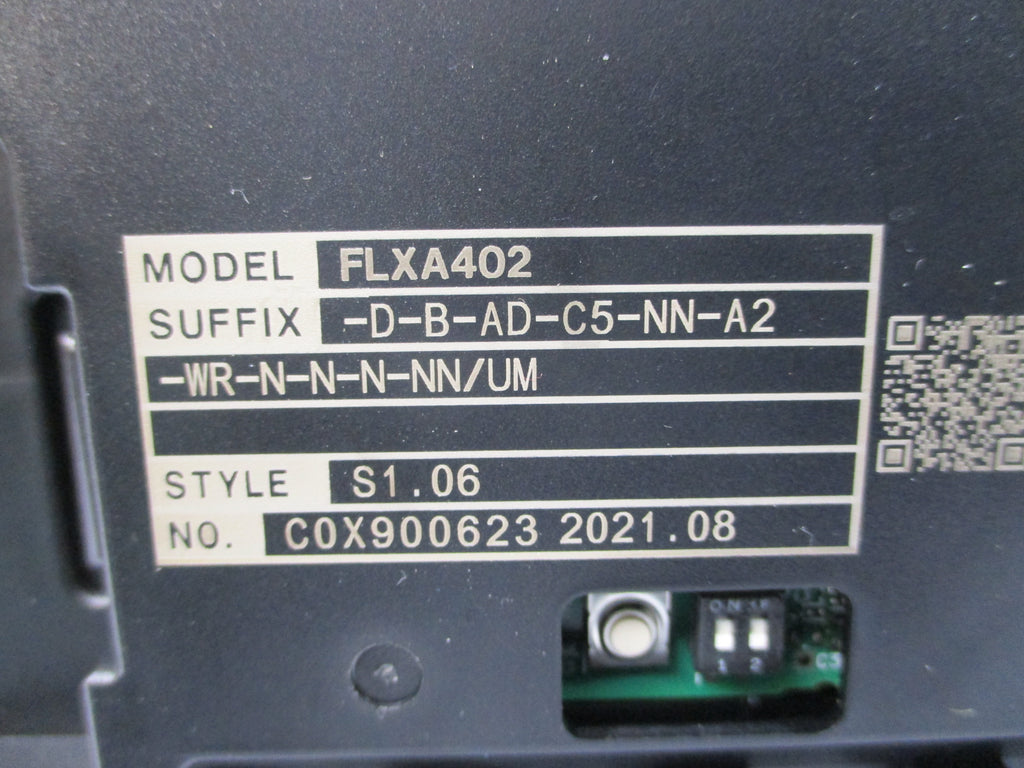 MODEL FLXA402
SUFFIX -D-B-AD-C5-NN-A2
-WR-N-N-N-NN/UM
STYLE S1.06
NO. C0X900623 2021.08
ON
1 2
C5